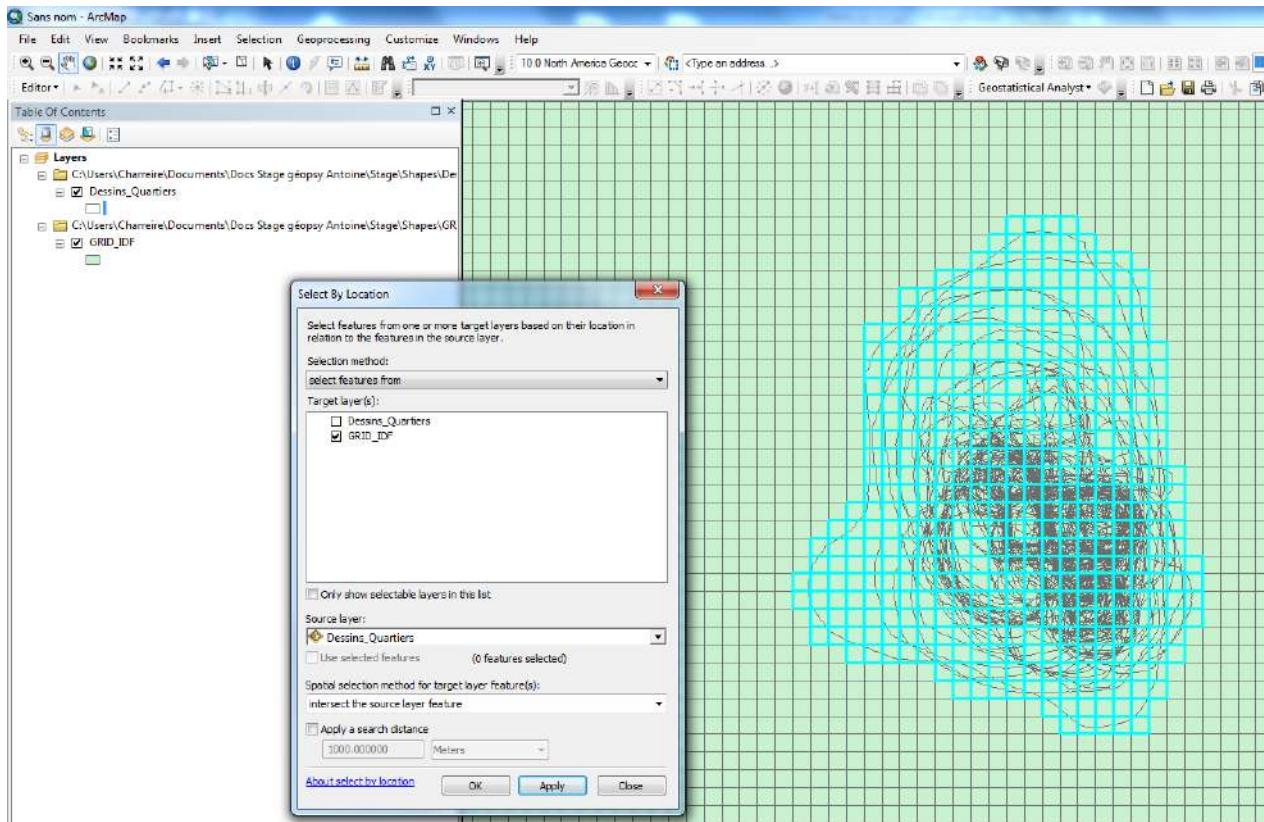 Sans nom - ArcMap
File Edit View Bookmarks Insert Selection Geoprocessing Customize Windows Help
10.0 North America Geocc <Type an address...>
Editor Geostatistical Analyst
Table Of Contents
Layers
C:\Users\Charreire\Documents\Docs Stage géopsy Antoine\Stage\Shapes\De
Dessins_Quartiers
C:\Users\Charreire\Documents\Docs Stage géopsy Antoine\Stage\Shapes\GR
GRID_IDF
Select By Location
Select features from one or more target layers based on their location in
relation to the features in the source layer.
Selection method:
select features from
Target layer(s):
Dessins_Quartiers
GRID_IDF
Only show selectable layers in this list
Source layer:
Dessins_Quartiers
Use selected features (0 features selected)
Spatial selection method for target layer feature(s):
intersect the source layer feature
Apply a search distance
1000.000000 Meters
About select by location OK Apply Close